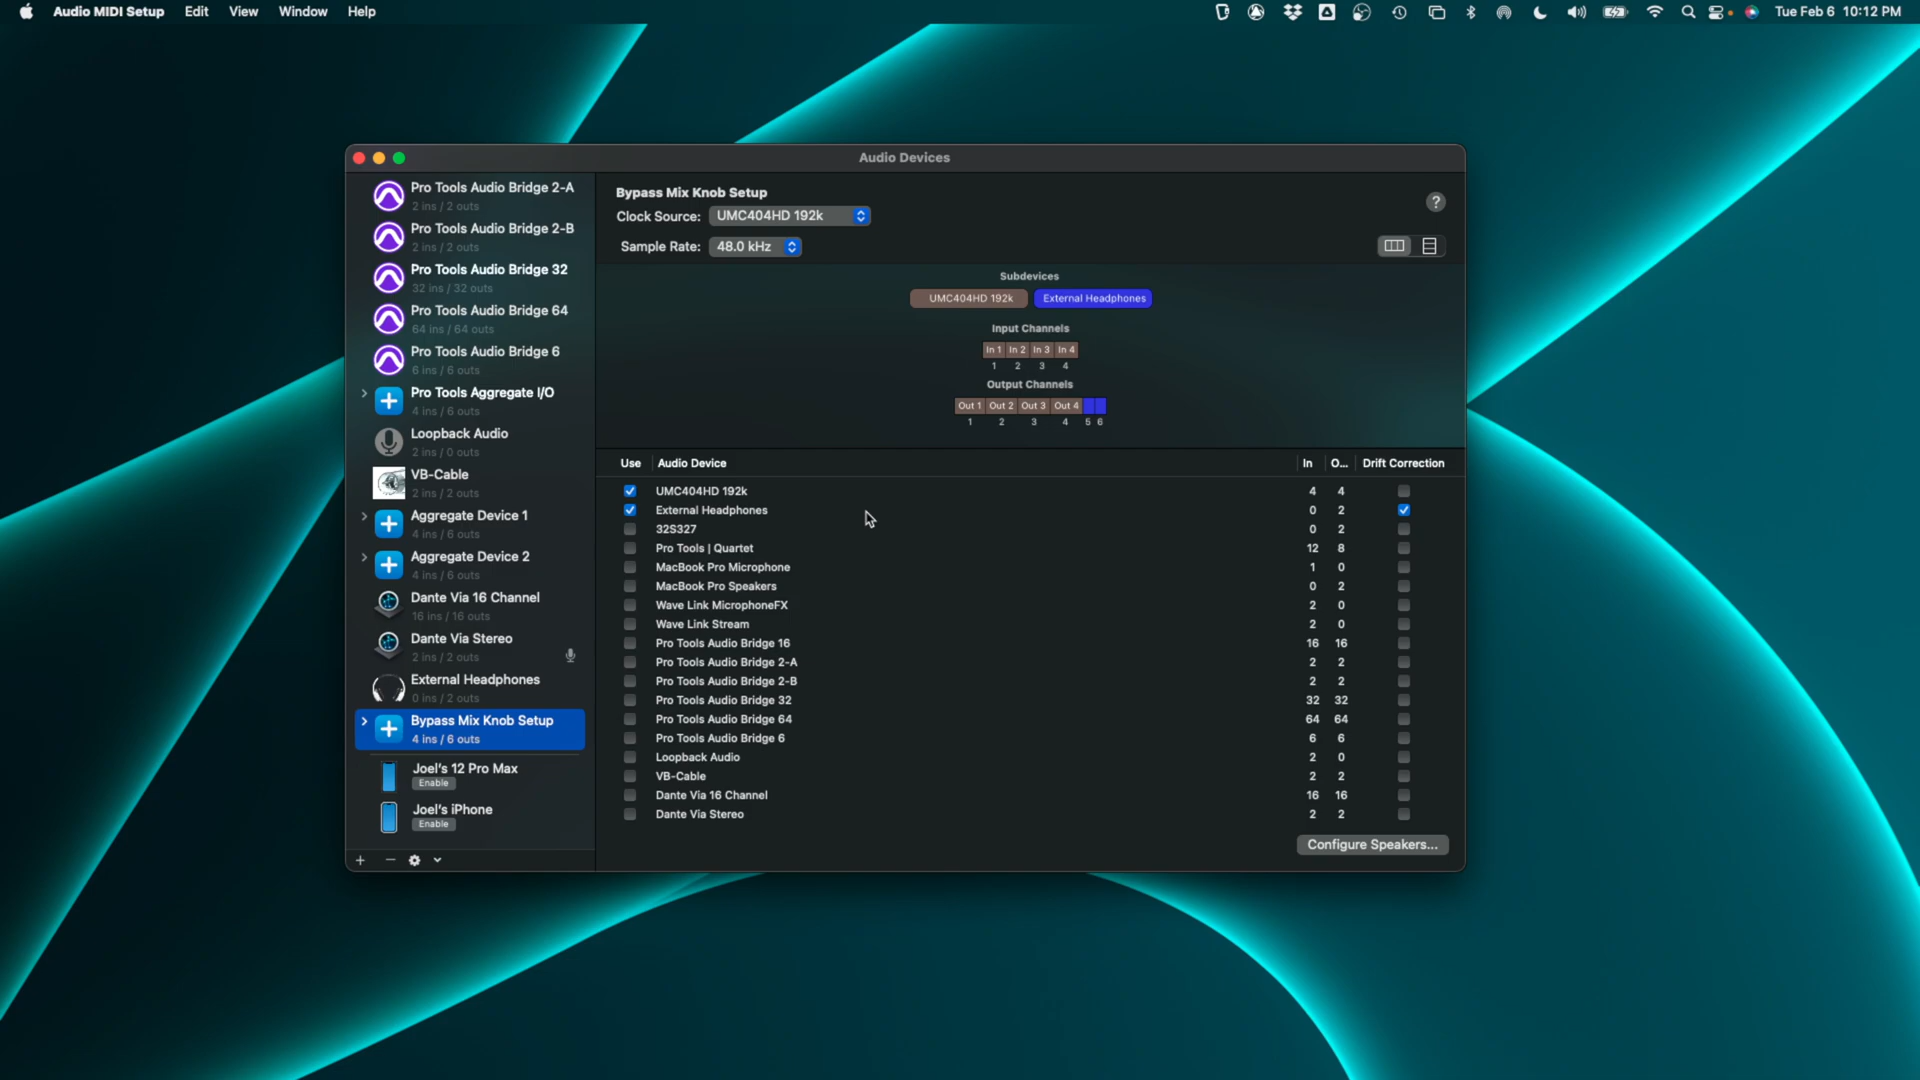 Audio MIDI Setup Edit View Window Help Tue Feb 6 10:12 PM
Audio Devices
Pro Tools Audio Bridge 2-A
2 ins / 2 outs
Pro Tools Audio Bridge 2-B
2 ins / 2 outs
Pro Tools Audio Bridge 32
32 ins / 32 outs
Pro Tools Audio Bridge 64
64 ins / 64 outs
Pro Tools Audio Bridge 6
6 ins / 6 outs
Pro Tools Aggregate I/O
4 ins / 6 outs
Loopback Audio
2 ins / 0 outs
VB-Cable
2 ins / 2 outs
Aggregate Device 1
4 ins / 6 outs
Aggregate Device 2
4 ins / 6 outs
Dante Via 16 Channel
16 ins / 16 outs
Dante Via Stereo
2 ins / 2 outs
External Headphones
0 ins / 2 outs
Bypass Mix Knob Setup
4 ins / 6 outs
Joel's 12 Pro Max
Enable
Joel's iPhone
Enable
Bypass Mix Knob Setup
?
Clock Source: UMC404HD 192k
Sample Rate: 48.0 kHz
Subdevices
UMC404HD 192k External Headphones
Input Channels
In 1 In 2 In 3 In 4
1 2 3 4
Output Channels
Out 1 Out 2 Out 3 Out 4
1 2 3 4 5 6
Use Audio Device In O... Drift Correction
UMC404HD 192k 4 4
External Headphones 0 2
32S327 0 2
Pro Tools | Quartet 12 8
MacBook Pro Microphone 1 0
MacBook Pro Speakers 0 2
Wave Link MicrophoneFX 2 0
Wave Link Stream 2 0
Pro Tools Audio Bridge 16 16 16
Pro Tools Audio Bridge 2-A 2 2
Pro Tools Audio Bridge 2-B 2 2
Pro Tools Audio Bridge 32 32 32
Pro Tools Audio Bridge 64 64 64
Pro Tools Audio Bridge 6 6 6
Loopback Audio 2 0
VB-Cable 2 2
Dante Via 16 Channel 16 16
Dante Via Stereo 2 2
Configure Speakers...